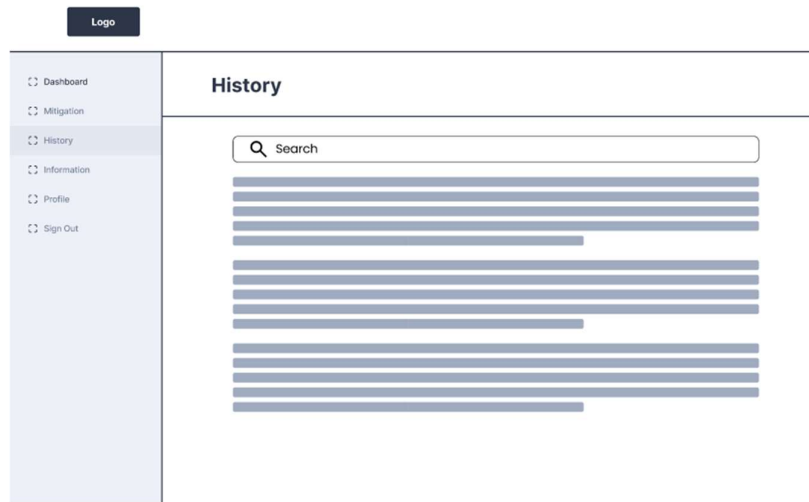 Logo
Dashboard
Mitigation
History
Information
Profile
Sign Out
History
Search